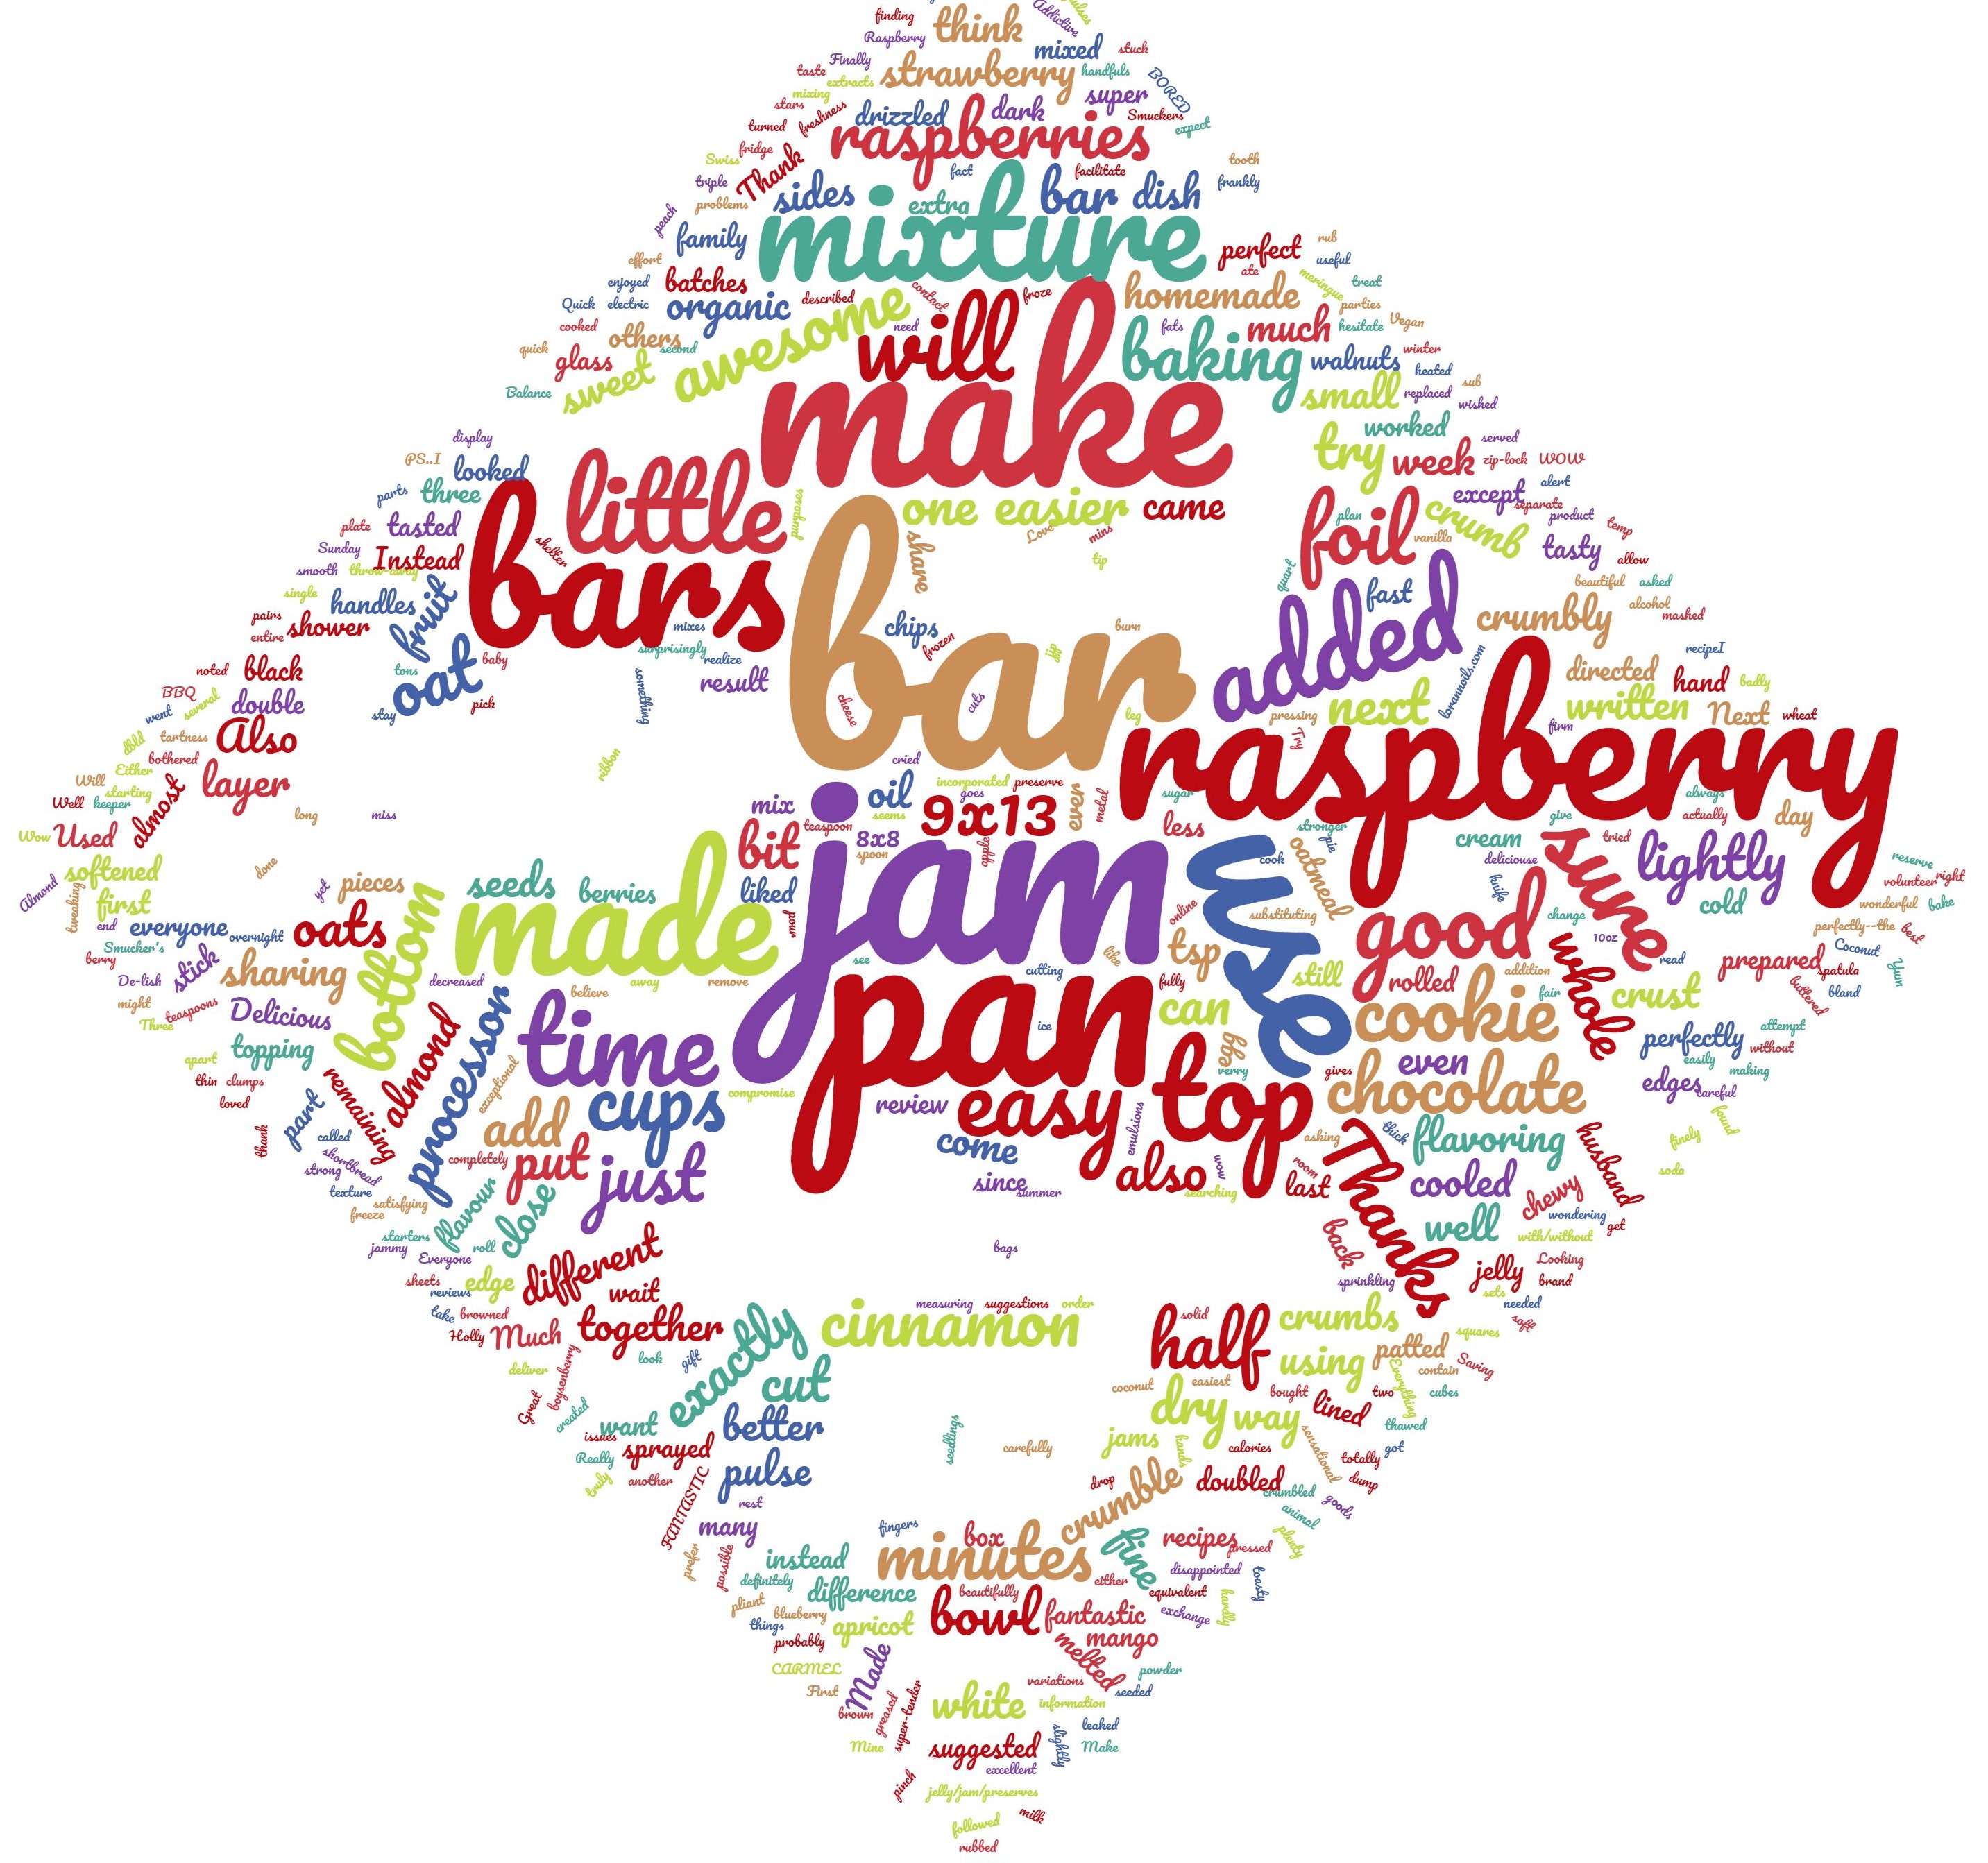 finding
think
Addictive
Raspberry
mixed
stuck
Finally
taste
extracts
strawberry
handfuls
BORED
mixing
stars
freshness
drizzled
dark
super
Smuckers
turned
raspberries
expect
Swiss
fridge
Thank
fact
facilitate
tooth
triple
sides
extra
bar dish
frankly
problems
peach
family
mixture
perfect
rub
effort
ate
useful
enjoyed
batches
described
contact
froze
homemade
meringue
treat
Quick
electric
organic
awesome
need
will
make
fats
much
parties
cooked
others
second
baking
hesitate
Vegan
quick
glass
walnuts
winter
Balance
sweet
small
heated
replaced
sub
wished
display
worked
PS..I
looked
little
try
week
served
zip-lock
WOW
parts
three
bars
purposes
one easier
came
foil
plan
except
alert
separate
plate
tasted
shelter
bar
share
Love
mins
tip
crumb
vanilla
product
temp
Sunday
Instead
tasty
allow
smooth
throw-away
quart
fast
beautiful
asked
single
handles
fruit
added
crumbly
alcohol
mashed
pairs
entire
shower
mixes
chips
frozen
burn
surprisingly
realize
recipeI
noted
black
tons
oat
baby
result
something
lorannoils.com
directed
hand
badly
BBQ
several
double
pick
stay
cheese
cuts
leg
pressing
next
written
Next
wheat
went
tartness
Also
raspberry
Try
firm
dbld
bothered
ribbon
cried
Either
Will
starting
layer
incorporated
preserve
sugar
always
Well
keeper
almost
long
miss
mix
oil
goes
9x13
ever
metal
give
actually
day
Wow
Used
seems
teaspoon
8x8
less
stronger
pie
cream
sure
tried
lightly
softened
done
bit
spoon
apple
jam
use
cook
oatmeal
deliciouse
reserve
Almond
tweaking
first
yet
pieces
seeds
berries
liked
knife
volunteer
right
end
everyone
overnight
oats
bottom
made
pour
online
substituting
good
change
cold
wonderful
bake
Smucker's
10oz
perfectly--the
best
berry
stick
sharing
see
cutting
like
tsp
whole
read
prepared
Coconut
Yum
De-lish
decreased
away
remove
fully
still
rolled
addition
spatula
might
teaspoons
Delicious
believe
pan
can
fair
crust
buttered
bland
Three
processor
time
ice
egg
cookie
perfectly
attempt
apart
topping
almond
verry
gives
even
easily
without
thin
clumps
remaining
exceptional
compromise
chocolate
edges
making
careful
loved
part
add
cups
review
easy
top
found
thank
called
emulsions
asking
thick
flavoring
finely
shortbread
completely
put
just
come
wow
Thanks
husband
soda
strong
texture
since
summer
also
searching
room
last
cooled
chewy
satisfying
freeze
flavour
close
back
well
wondering
get
starters
jammy
Everyone
roll
different
bags
with/without
sheets
reviews
edge
wait
sprinkling
jelly
Looking
brand
take
browned
measuring
suggestions
order
solid
sets
needed
Holly
Much
together
exactly
cinnamon
half
crumbs
soft
squares
look
gift
using
patted
deliver
boysenberry
cut
coconut
easiest
contain
Saving
Everything
Great
created
want
better
dry
way
bought
lined
two
cubes
issues
Really
sprayed
seedlings
carefully
jams
hands
calories
sensational
thawed
got
truly
another
pulse
drop
crumble
doubled
totally
dump
FANTASTIC
rest
crumbled
goods
many
fingers
box
animal
plenty
prefer
possible
instead
minutes
fine
recipes
pressed
definitely
difference
beautifully
either
disappointed
toasty
pliant
blueberry
equivalent
hardly
things
apricot
bowl
fantastic
exchange
probably
mango
CARMEL
Made
melted
powder
First
variations
seeded
brown
greased
super-tender
white
information
Mine
suggested
slightly
leaked
Make
pinch
excellent
jelly/jam/preserves
followed
milk
rubbed